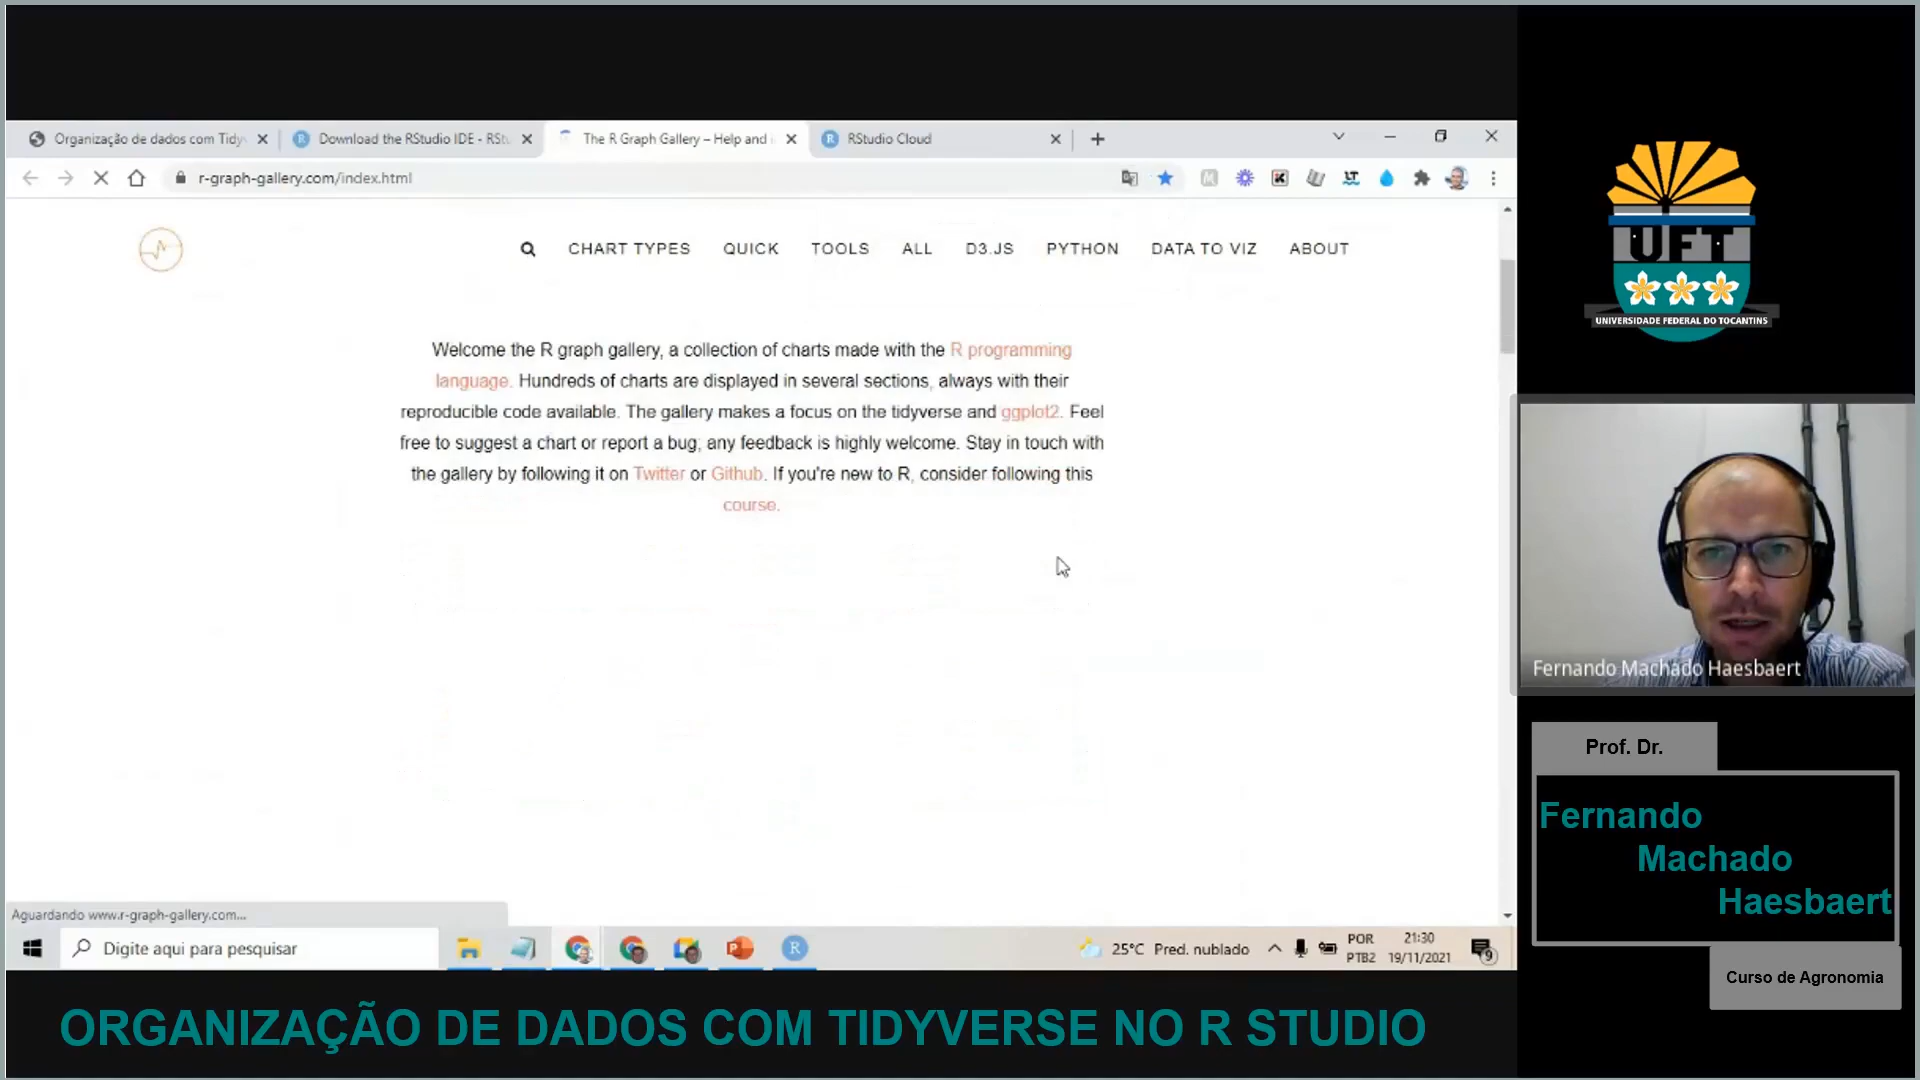 Organização de dados com Tidy
Download the RStudio IDE - RSt
The R Graph Gallery – Help and i
RStudio Cloud
r-graph-gallery.com/index.html
CHART TYPES QUICK TOOLS ALL D3.JS PYTHON DATA TO VIZ ABOUT
Welcome the R graph gallery, a collection of charts made with the R programming
language. Hundreds of charts are displayed in several sections, always with their
reproducible code available. The gallery makes a focus on the tidyverse and ggplot2. Feel
free to suggest a chart or report a bug; any feedback is highly welcome. Stay in touch with
the gallery by following it on Twitter or Github. If you're new to R, consider following this
course.
Aguardando www.r-graph-gallery.com...
Digite aqui para pesquisar
25°C Pred. nublado
POR
PTB2
21:30
19/11/2021
9
UFT
UNIVERSIDADE FEDERAL DO TOCANTINS
Fernando Machado Haesbaert
Prof. Dr.
Fernando
Machado
Haesbaert
Curso de Agronomia
ORGANIZAÇÃO DE DADOS COM TIDYVERSE NO R STUDIO